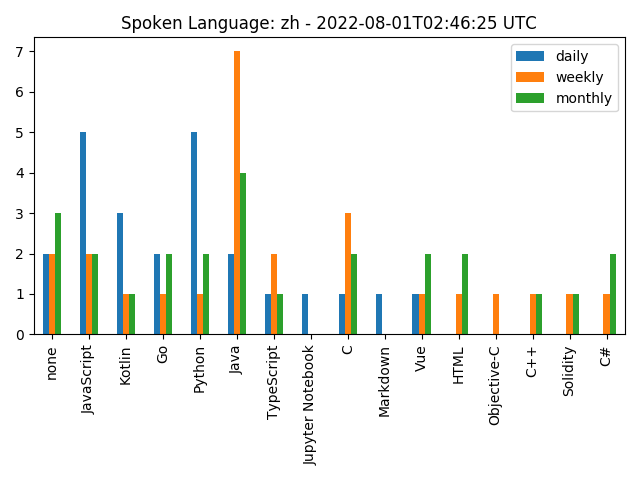 Spoken Language: zh - 2022-08-01T02:46:25 UTC
daily
weekly
monthly
7
6
5
4
3
2
1
0
none
JavaScript
Kotlin
Go
Python
Java
TypeScript
Jupyter Notebook
C
Markdown
Vue
HTML
Objective-C
C++
Solidity
C#